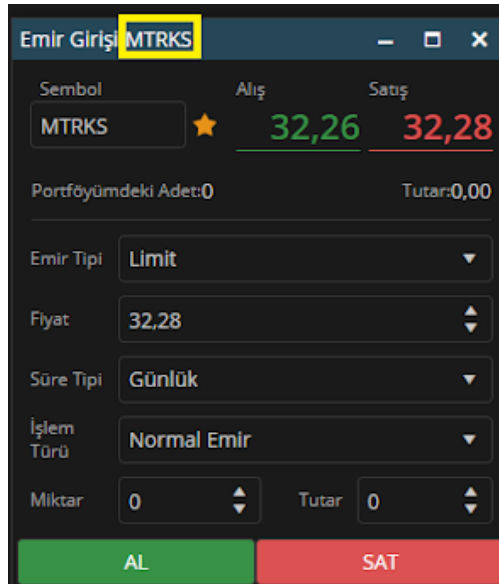 Emir Girişi MTRKS
Sembol Alış Satış
MTRKS 32,26 32,28
Portföyümdeki Adet:0 Tutar:0,00
Emir Tipi Limit
Fiyat 32,28
Süre Tipi Günlük
İşlem Türü Normal Emir
Miktar 0 Tutar 0
AL SAT